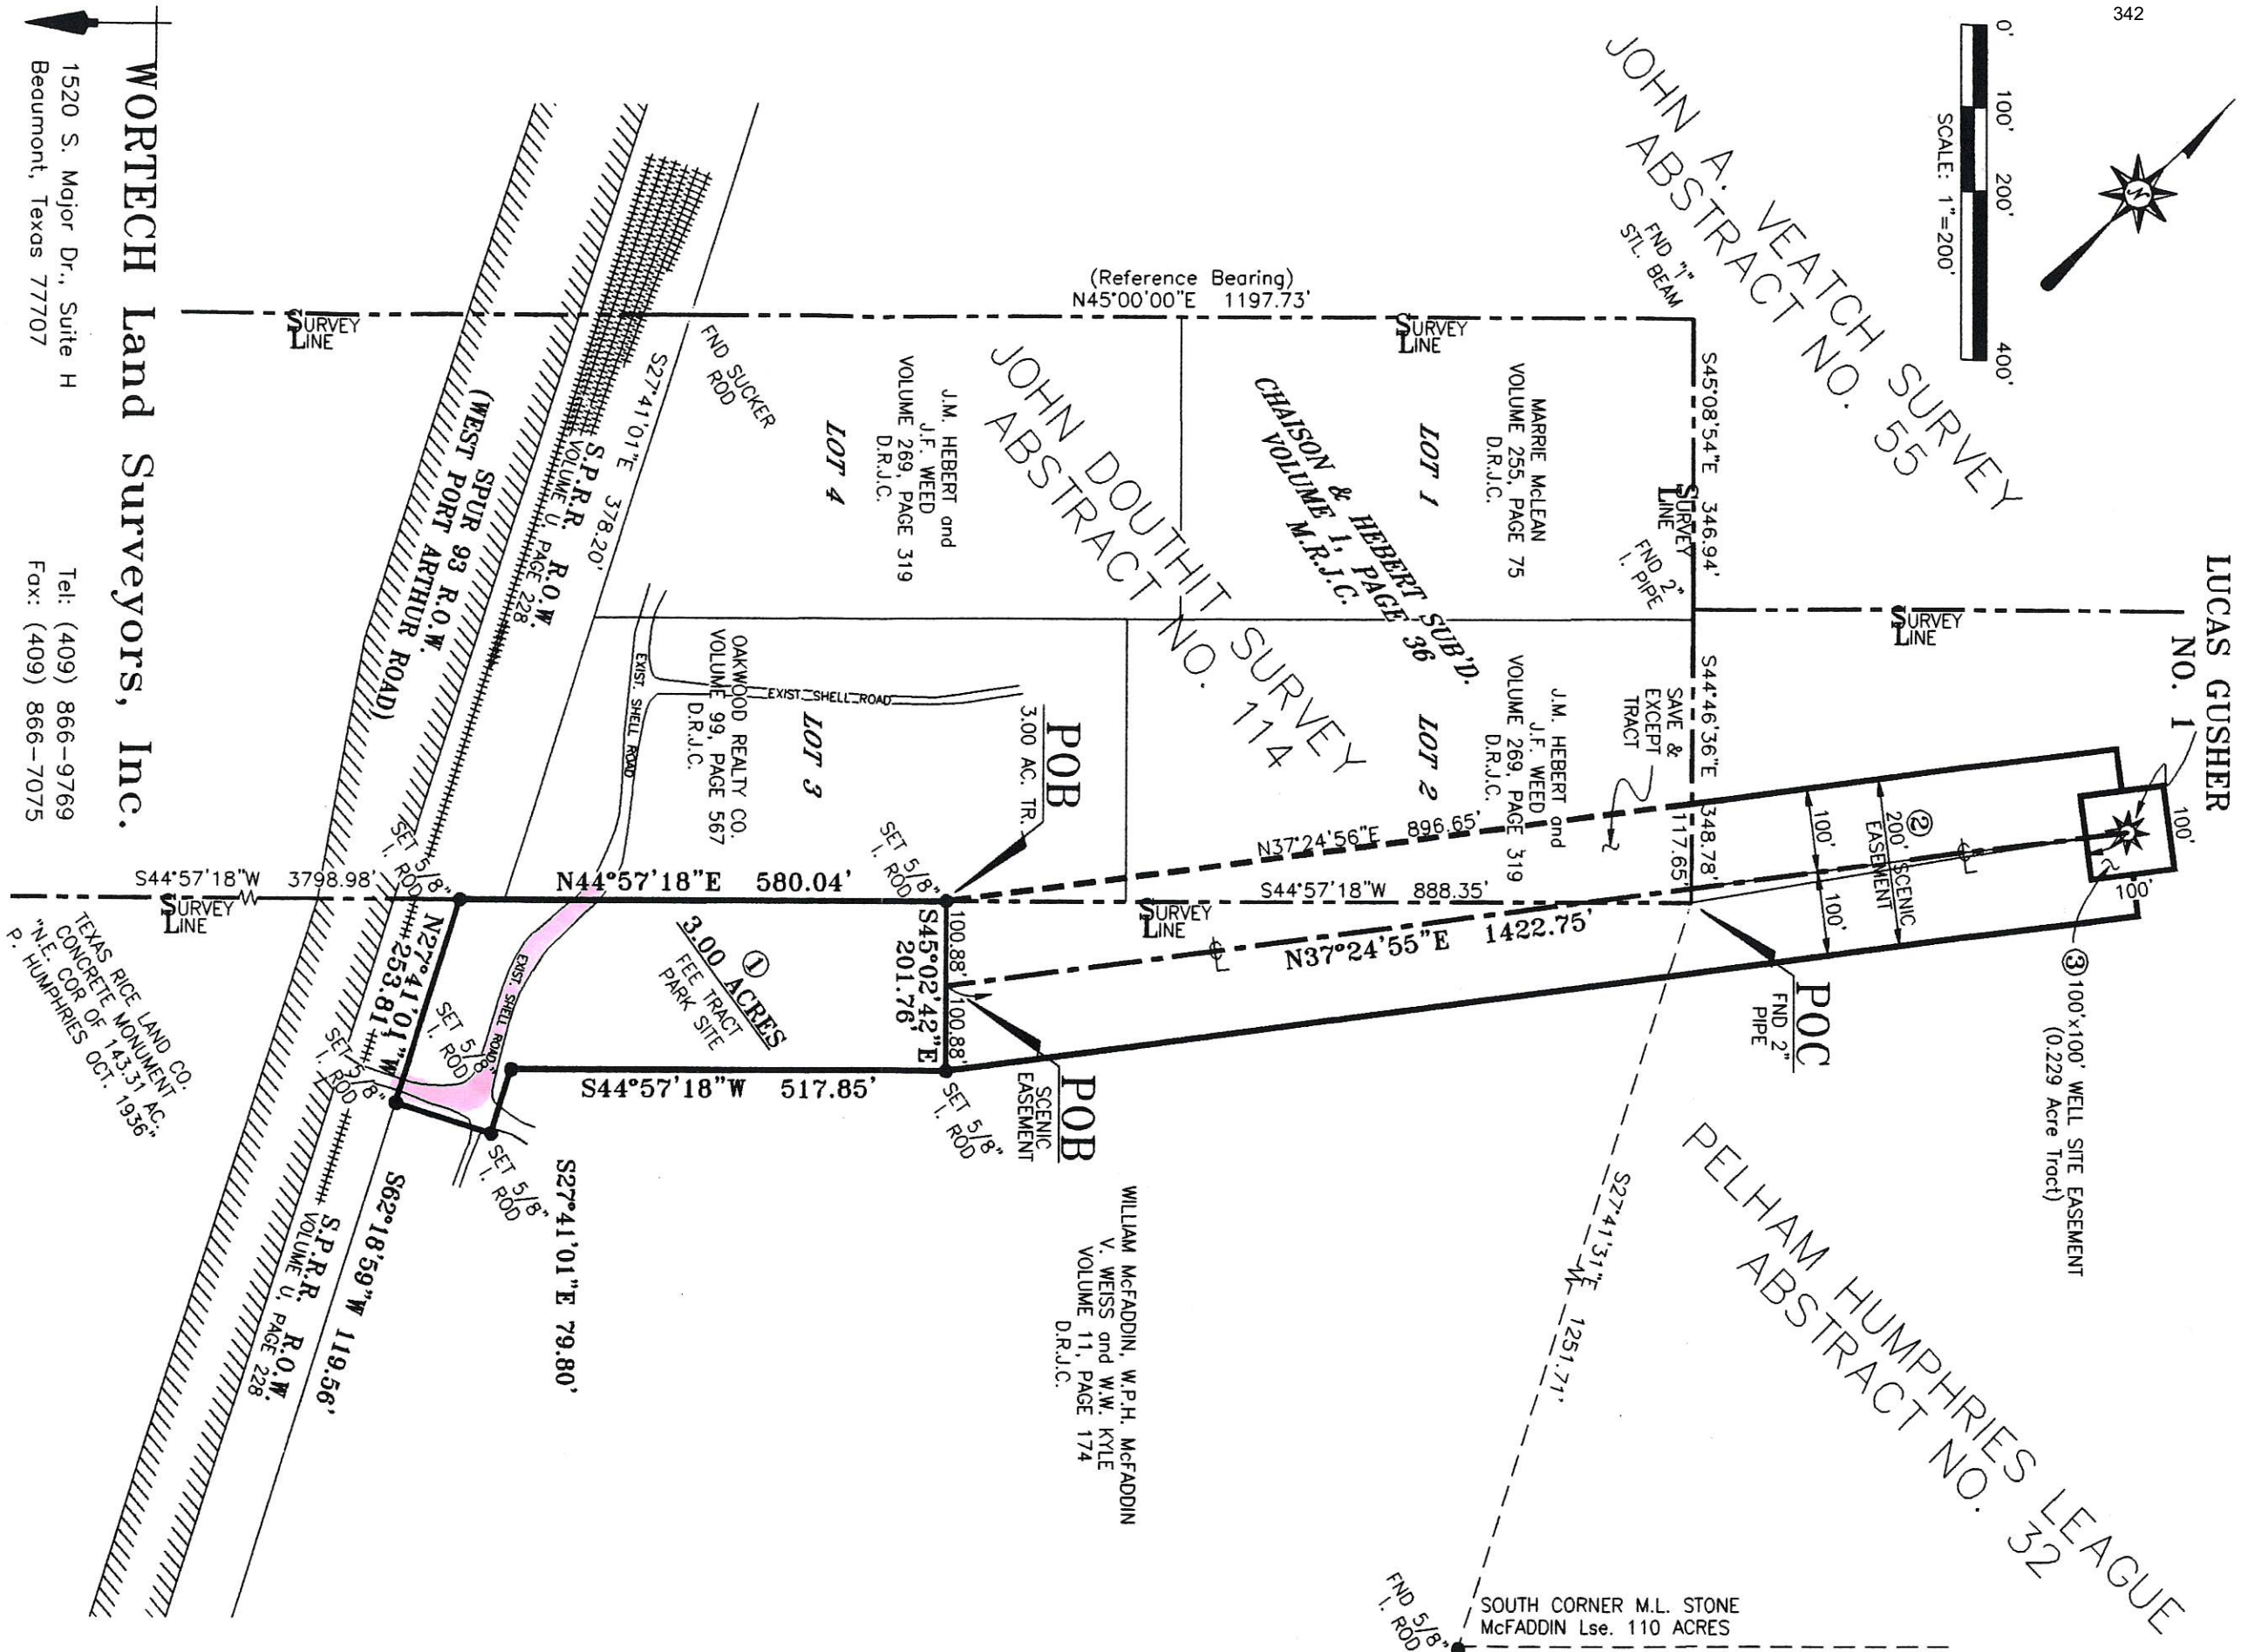 342
0'
100'
200'
400'
SCALE: 1"=200'
N
JOHN A. VEATCH SURVEY
ABSTRACT NO. 55
FND "I"
STL. BEAM
(Reference Bearing)
N45°00'00"E 1197.73'
SURVEY
LINE
SURVEY
LINE
S45°08'54"E 346.94'
SURVEY
LINE
FND 2"
I. PIPE
SURVEY
LINE
LUCAS GUSHER
NO. 1
MARRIE McLEAN
VOLUME 255, PAGE 75
D.R.J.C.
LOT 1
CHAISON & HEBERT SUB'D.
VOLUME 1, PAGE 36
M.R.J.C.
JOHN DOUTHIT SURVEY
ABSTRACT NO. 114
J.M. HEBERT and
J.F. WEED
VOLUME 269, PAGE 319
D.R.J.C.
LOT 4
FND SUCKER
ROD
S27°41'01"E 378.20'
S.P.R.R. R.O.W.
VOLUME U, PAGE 228
SPUR 93 R.O.W.
(WEST PORT ARTHUR ROAD)
S44°46'36"E 348.78'
117.65'
SAVE &
EXCEPT
TRACT
J.M. HEBERT and
J.F. WEED
VOLUME 269, PAGE 319
D.R.J.C.
LOT 2
OAKWOOD REALTY CO.
VOLUME 99, PAGE 567
D.R.J.C.
LOT 3
EXIST. SHELL ROAD
EXIST. SHELL ROAD
POB
3.00 AC. TR.
SET 5/8"
I. ROD
N37°24'56"E 896.65'
S44°57'18"W 888.35'
SURVEY
LINE
N37°24'55"E 1422.75'
100'
100'
②
200' SCENIC
EASEMENT
100'
100'
③ 100'x100' WELL SITE EASEMENT
(0.229 Acre Tract)
POC
FND 2"
PIPE
S44°57'18"W 3798.98'
SURVEY
LINE
SET 5/8"
I. ROD
N44°57'18"E 580.04'
100.88'
100.88'
S45°02'42"E
201.76'
①
3.00 ACRES
FEE TRACT
PARK SITE
EXIST. SHELL ROAD
N27°41'01"W
253.81'
SET 5/8"
I. ROD
SET 5/8"
I. ROD
S44°57'18"W 517.85'
SET 5/8"
I. ROD
POB
SCENIC
EASEMENT
SET 5/8"
I. ROD
S27°41'01"E 79.80'
S62°18'59"W 119.56'
S.P.R.R. R.O.W.
VOLUME U, PAGE 228
TEXAS RICE LAND CO.
CONCRETE MONUMENT
"N.E. COR OF 143.31 AC.
P. HUMPHRIES OCT. 1936"
WILLIAM McFADDIN, W.P.H. McFADDIN
V. WEISS and W.W. KYLE
VOLUME 11, PAGE 174
D.R.J.C.
S27°41'31"E 1251.71'
PELHAM HUMPHRIES LEAGUE
ABSTRACT NO. 32
SOUTH CORNER M.L. STONE
McFADDIN Lse. 110 ACRES
FND 5/8"
I. ROD
WORTECH Land Surveyors, Inc.
1520 S. Major Dr., Suite H
Beaumont, Texas 77707
Tel: (409) 866-9769
Fax: (409) 866-7075